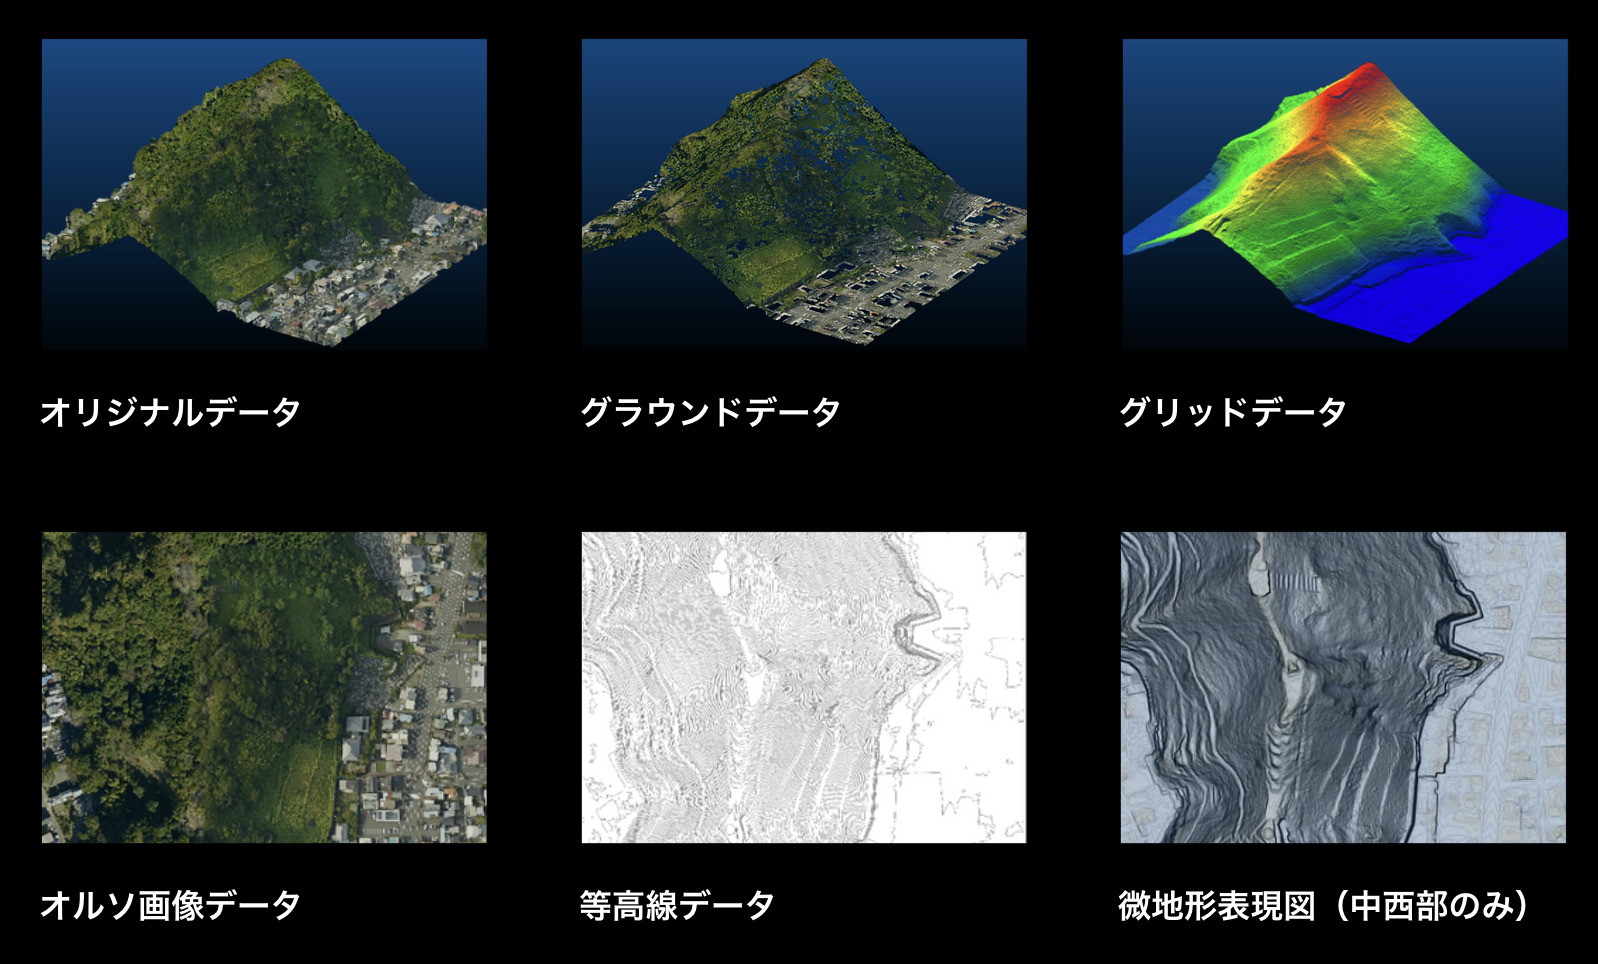 オリジナルデータ
グラウンドデータ
グリッドデータ
オルソ画像データ
等高線データ
微地形表現図（中西部のみ）